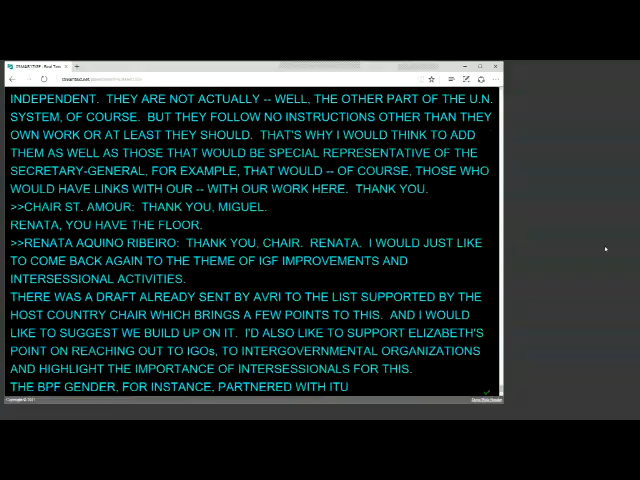 INDEPENDENT.  THEY ARE NOT ACTUALLY -- WELL, THE OTHER PART OF THE U.N.
SYSTEM, OF COURSE.  BUT THEY FOLLOW NO INSTRUCTIONS OTHER THAN THEY
OWN WORK OR AT LEAST THEY SHOULD.  THAT'S WHY I WOULD THINK TO ADD
THEM AS WELL AS THOSE THAT WOULD BE SPECIAL REPRESENTATIVE OF THE
SECRETARY-GENERAL, FOR EXAMPLE, THAT WOULD -- OF COURSE, THOSE WHO
WOULD HAVE LINKS WITH OUR -- WITH OUR WORK HERE.  THANK YOU.
>>CHAIR ST. AMOUR:  THANK YOU, MIGUEL.
RENATA, YOU HAVE THE FLOOR.
>>RENATA AQUINO RIBEIRO:  THANK YOU, CHAIR.  RENATA.  I WOULD JUST LIKE
TO COME BACK AGAIN TO THE THEME OF IGF IMPROVEMENTS AND
INTERSESSIONAL ACTIVITIES.
THERE WAS A DRAFT ALREADY SENT BY AVRI TO THE LIST SUPPORTED BY THE
HOST COUNTRY CHAIR WHICH BRINGS A FEW POINTS TO THIS.  AND I WOULD
LIKE TO SUGGEST WE BUILD UP ON IT.  I'D ALSO LIKE TO SUPPORT ELIZABETH'S
POINT ON REACHING OUT TO IGOs, TO INTERGOVERNMENTAL ORGANIZATIONS
AND HIGHLIGHT THE IMPORTANCE OF INTERSESSIONALS FOR THIS.
THE BPF GENDER, FOR INSTANCE, PARTNERED WITH ITU